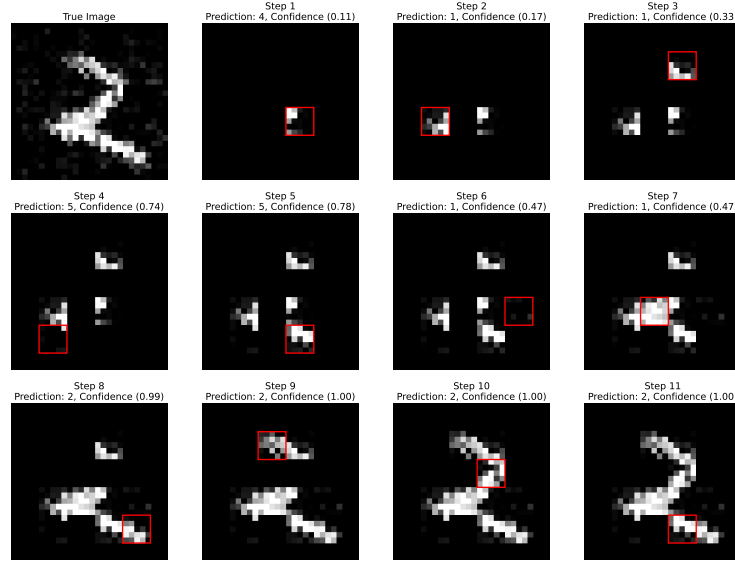 True Image
Step 1
Prediction: 4, Confidence (0.11)
Step 2
Prediction: 1, Confidence (0.17)
Step 3
Prediction: 1, Confidence (0.33
Step 4
Prediction: 5, Confidence (0.74)
Step 5
Prediction: 5, Confidence (0.78)
Step 6
Prediction: 1, Confidence (0.47)
Step 7
Prediction: 1, Confidence (0.47
Step 8
Prediction: 2, Confidence (0.99)
Step 9
Prediction: 2, Confidence (1.00)
Step 10
Prediction: 2, Confidence (1.00)
Step 11
Prediction: 2, Confidence (1.00